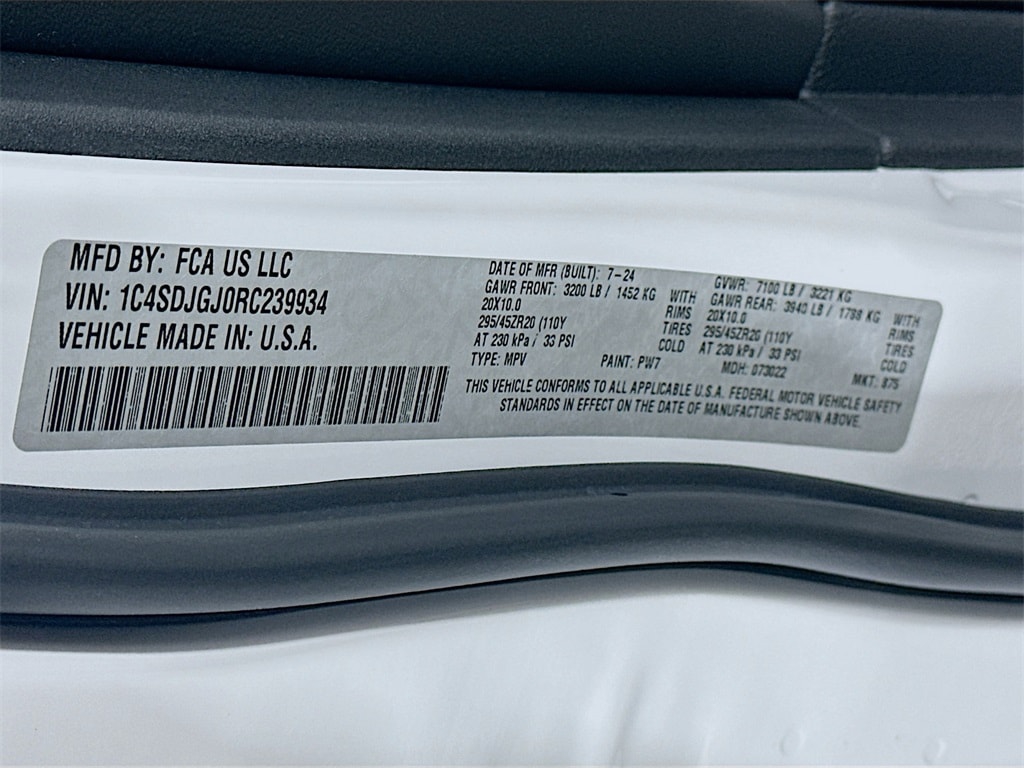 MFD BY: FCA US LLC
VIN: 1C4SDJGJ0RC239934
VEHICLE MADE IN: U.S.A.
DATE OF MFR (BUILT): 7-24
GAWR FRONT: 3200 LB / 1452 KG WITH
20X10.0 RIMS
295/45ZR20 (110Y TIRES
AT 230 kPa / 33 PSI COLD
TYPE: MPV PAINT: PW7
GVWR: 7100 LB / 3221 KG
GAWR REAR: 3940 LB / 1788 KG WITH
20X10.0 RIMS
295/45ZR20 (110Y TIRES
AT 230 kPa / 33 PSI COLD
MDH: 073022 MKT: 875
THIS VEHICLE CONFORMS TO ALL APPLICABLE U.S.A. FEDERAL MOTOR VEHICLE SAFETY
STANDARDS IN EFFECT ON THE DATE OF MANUFACTURE SHOWN ABOVE.